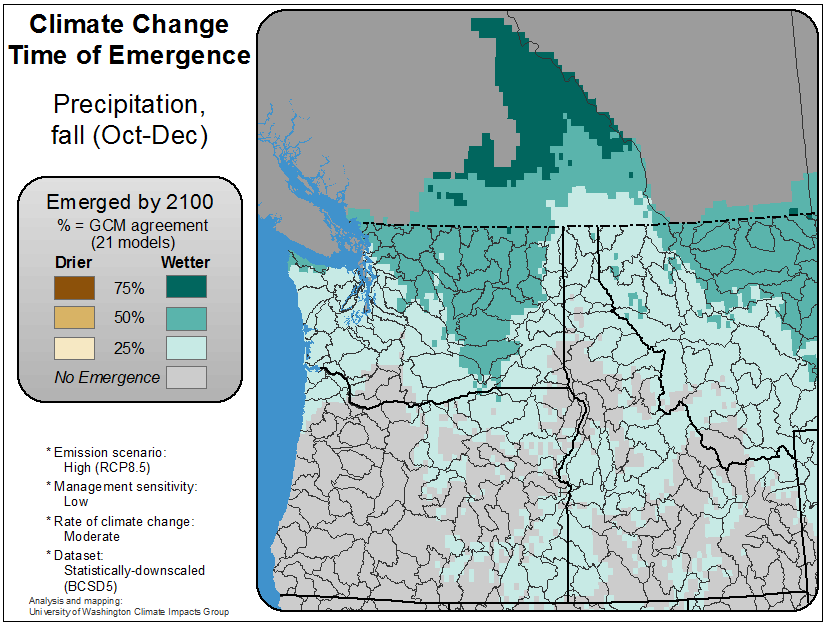 Climate Change
Time of Emergence
Precipitation,
fall (Oct-Dec)
Emerged by 2100
% = GCM agreement
(21 models)
Drier Wetter
75%
50%
25%
No Emergence
* Emission scenario:
High (RCP8.5)
* Management sensitivity:
Low
* Rate of climate change:
Moderate
* Dataset:
Statistically-downscaled
(BCSD5)
Analysis and mapping:
University of Washington Climate Impacts Group